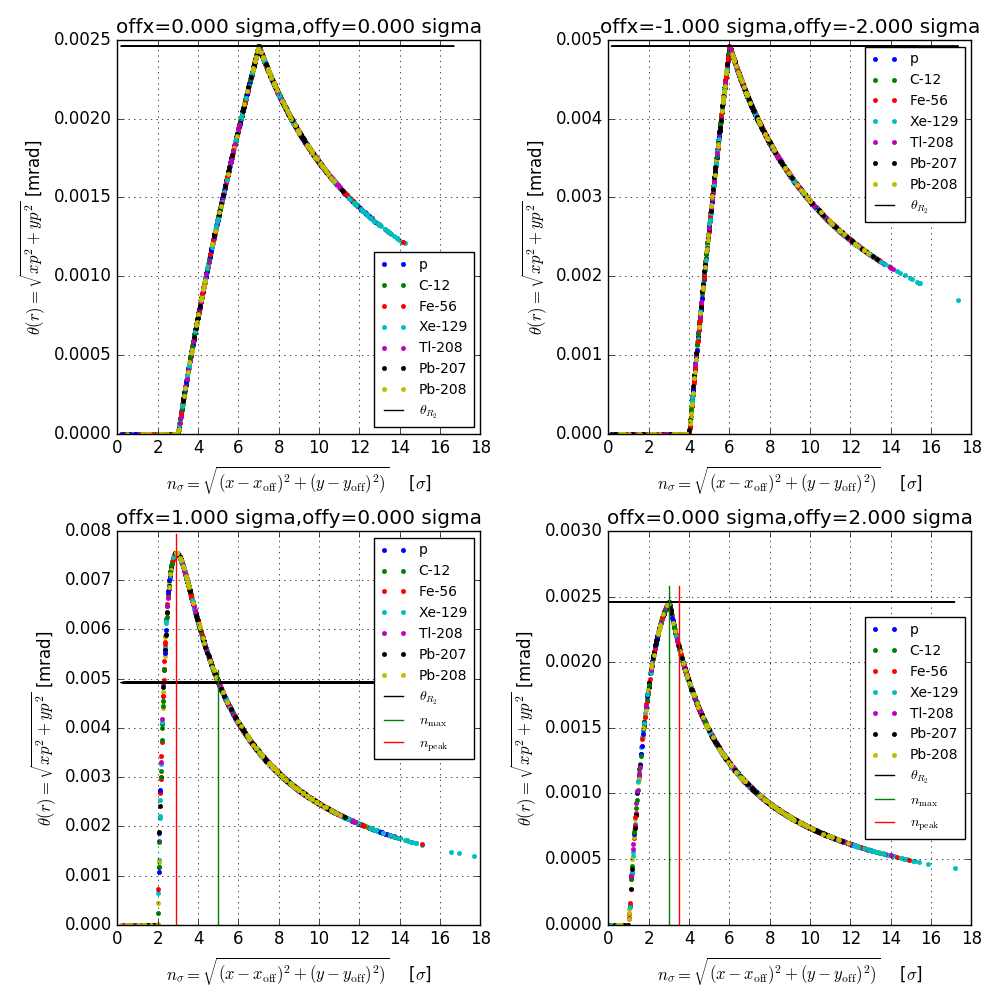 offx=0.000 sigma,offy=0.000 sigma
0.0025
0.0020
0.0015
0.0010
0.0005
0.0000
θ(r) = √xp² + yp² [mrad]
p
C-12
Fe-56
Xe-129
Tl-208
Pb-207
Pb-208
θ_R₂
0 2 4 6 8 10 12 14 16 18
n_σ = √(x − x_off)² + (y − y_off)²) [σ]
offx=-1.000 sigma,offy=-2.000 sigma
0.005
0.004
0.003
0.002
0.001
0.000
θ(r) = √xp² + yp² [mrad]
p
C-12
Fe-56
Xe-129
Tl-208
Pb-207
Pb-208
θ_R₂
0 2 4 6 8 10 12 14 16 18
n_σ = √(x − x_off)² + (y − y_off)²) [σ]
offx=1.000 sigma,offy=0.000 sigma
0.008
0.007
0.006
0.005
0.004
0.003
0.002
0.001
0.000
θ(r) = √xp² + yp² [mrad]
p
C-12
Fe-56
Xe-129
Tl-208
Pb-207
Pb-208
θ_R₂
n_max
n_peak
0 2 4 6 8 10 12 14 16 18
n_σ = √(x − x_off)² + (y − y_off)²) [σ]
offx=0.000 sigma,offy=2.000 sigma
0.0030
0.0025
0.0020
0.0015
0.0010
0.0005
0.0000
θ(r) = √xp² + yp² [mrad]
p
C-12
Fe-56
Xe-129
Tl-208
Pb-207
Pb-208
θ_R₂
n_max
n_peak
0 2 4 6 8 10 12 14 16 18
n_σ = √(x − x_off)² + (y − y_off)²) [σ]